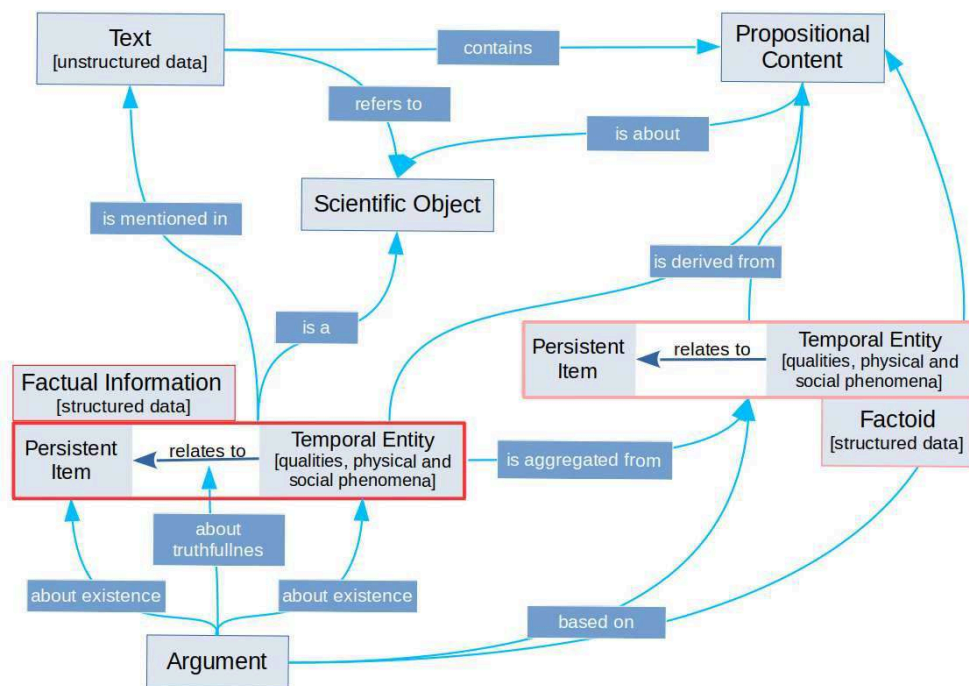 Text
[unstructured data]
contains
Propositional
Content
refers to
is about
Scientific Object
is mentioned in
is derived from
is a
Persistent
Item
relates to
Temporal Entity
[qualities, physical and
social phenomena]
Factual Information
[structured data]
Factoid
[structured data]
Persistent
Item
relates to
Temporal Entity
[qualities, physical and
social phenomena]
is aggregated from
about
truthfullnes
about existence
about existence
based on
Argument